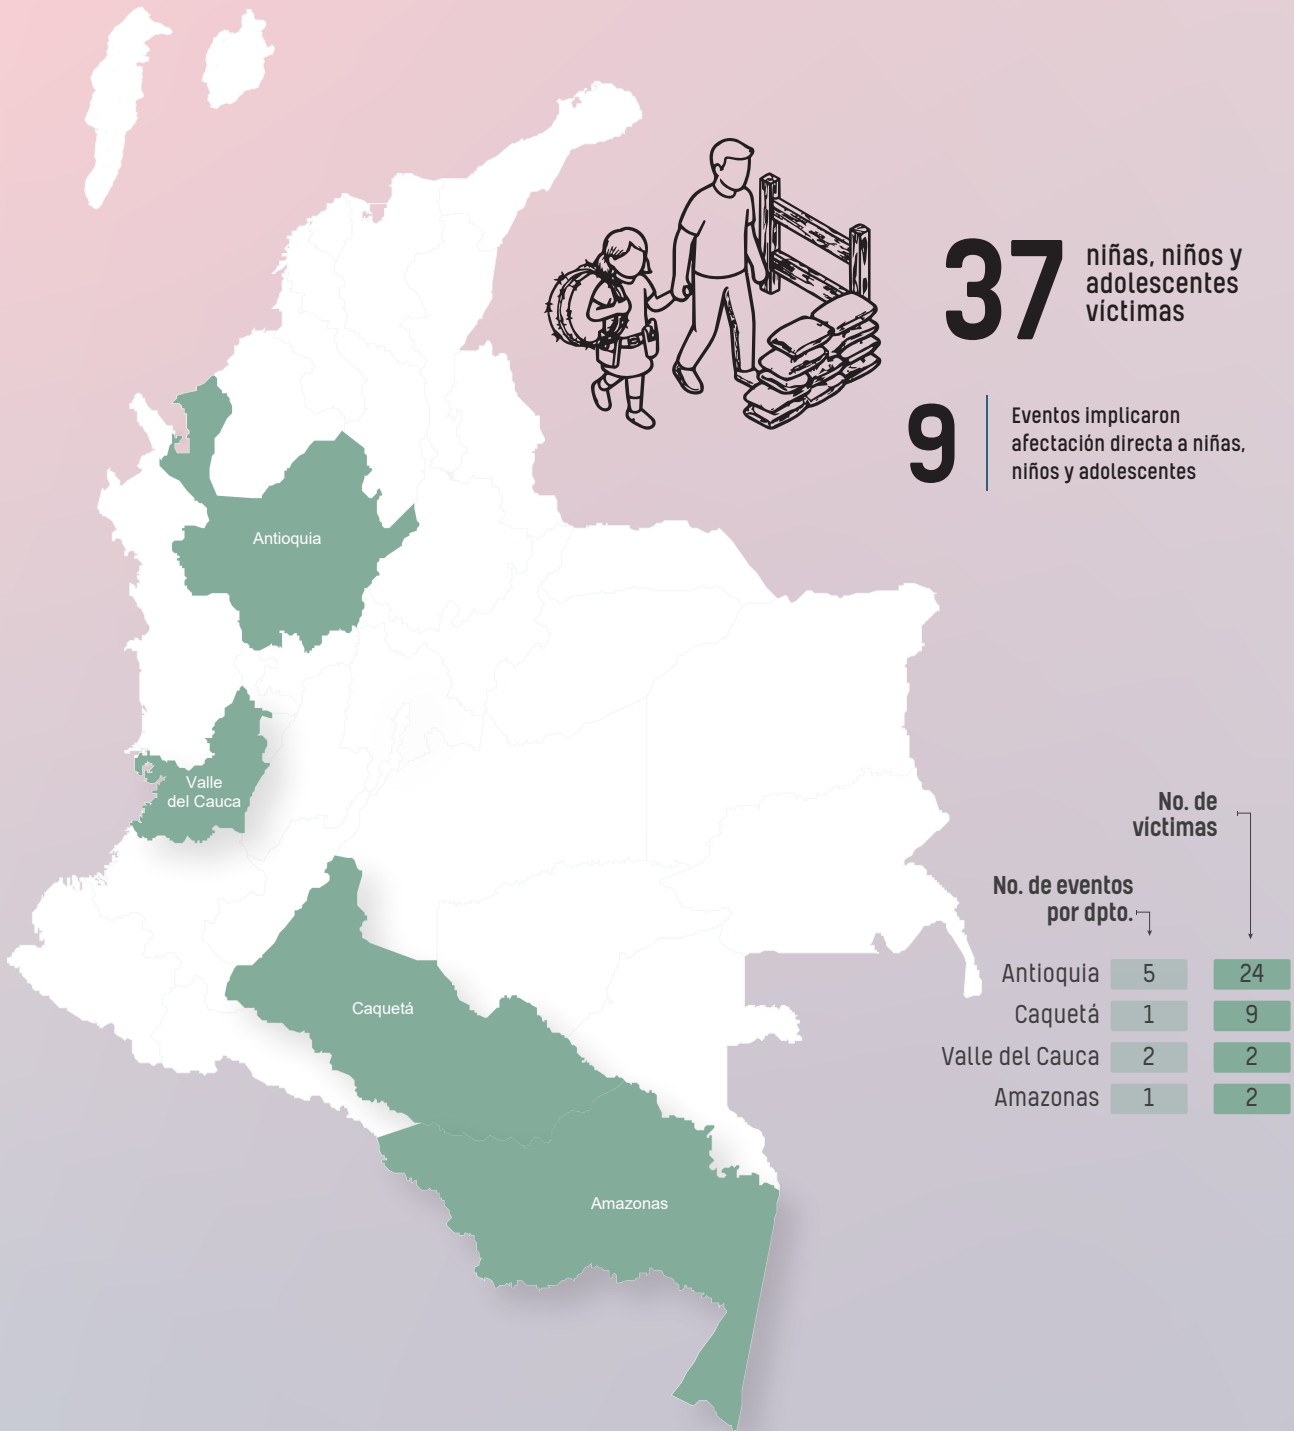 37
niñas, niños y
adolescentes
víctimas
9
Eventos implicaron
afectación directa a niñas,
niños y adolescentes
Antioquia
Valle
del Cauca
Caquetá
Amazonas
No. de
víctimas
No. de eventos
por dpto.
Antioquia 5 24
Caquetá 1 9
Valle del Cauca 2 2
Amazonas 1 2